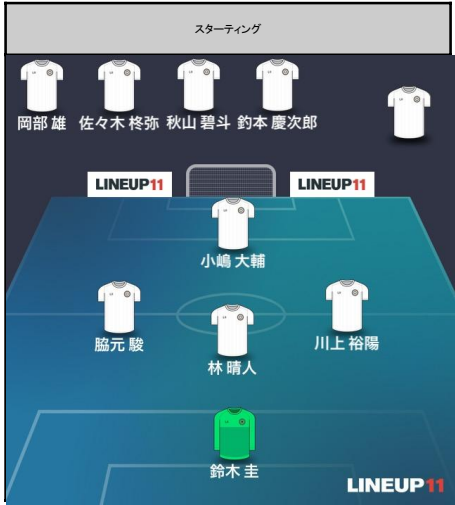 スターティング
岡部 雄 佐々木 柊弥 秋山 碧斗 釣本 慶次郎
LINEUP11 LINEUP11
小嶋 大輔
脇元 駿 川上 裕陽
林 晴人
鈴木 圭
LINEUP11